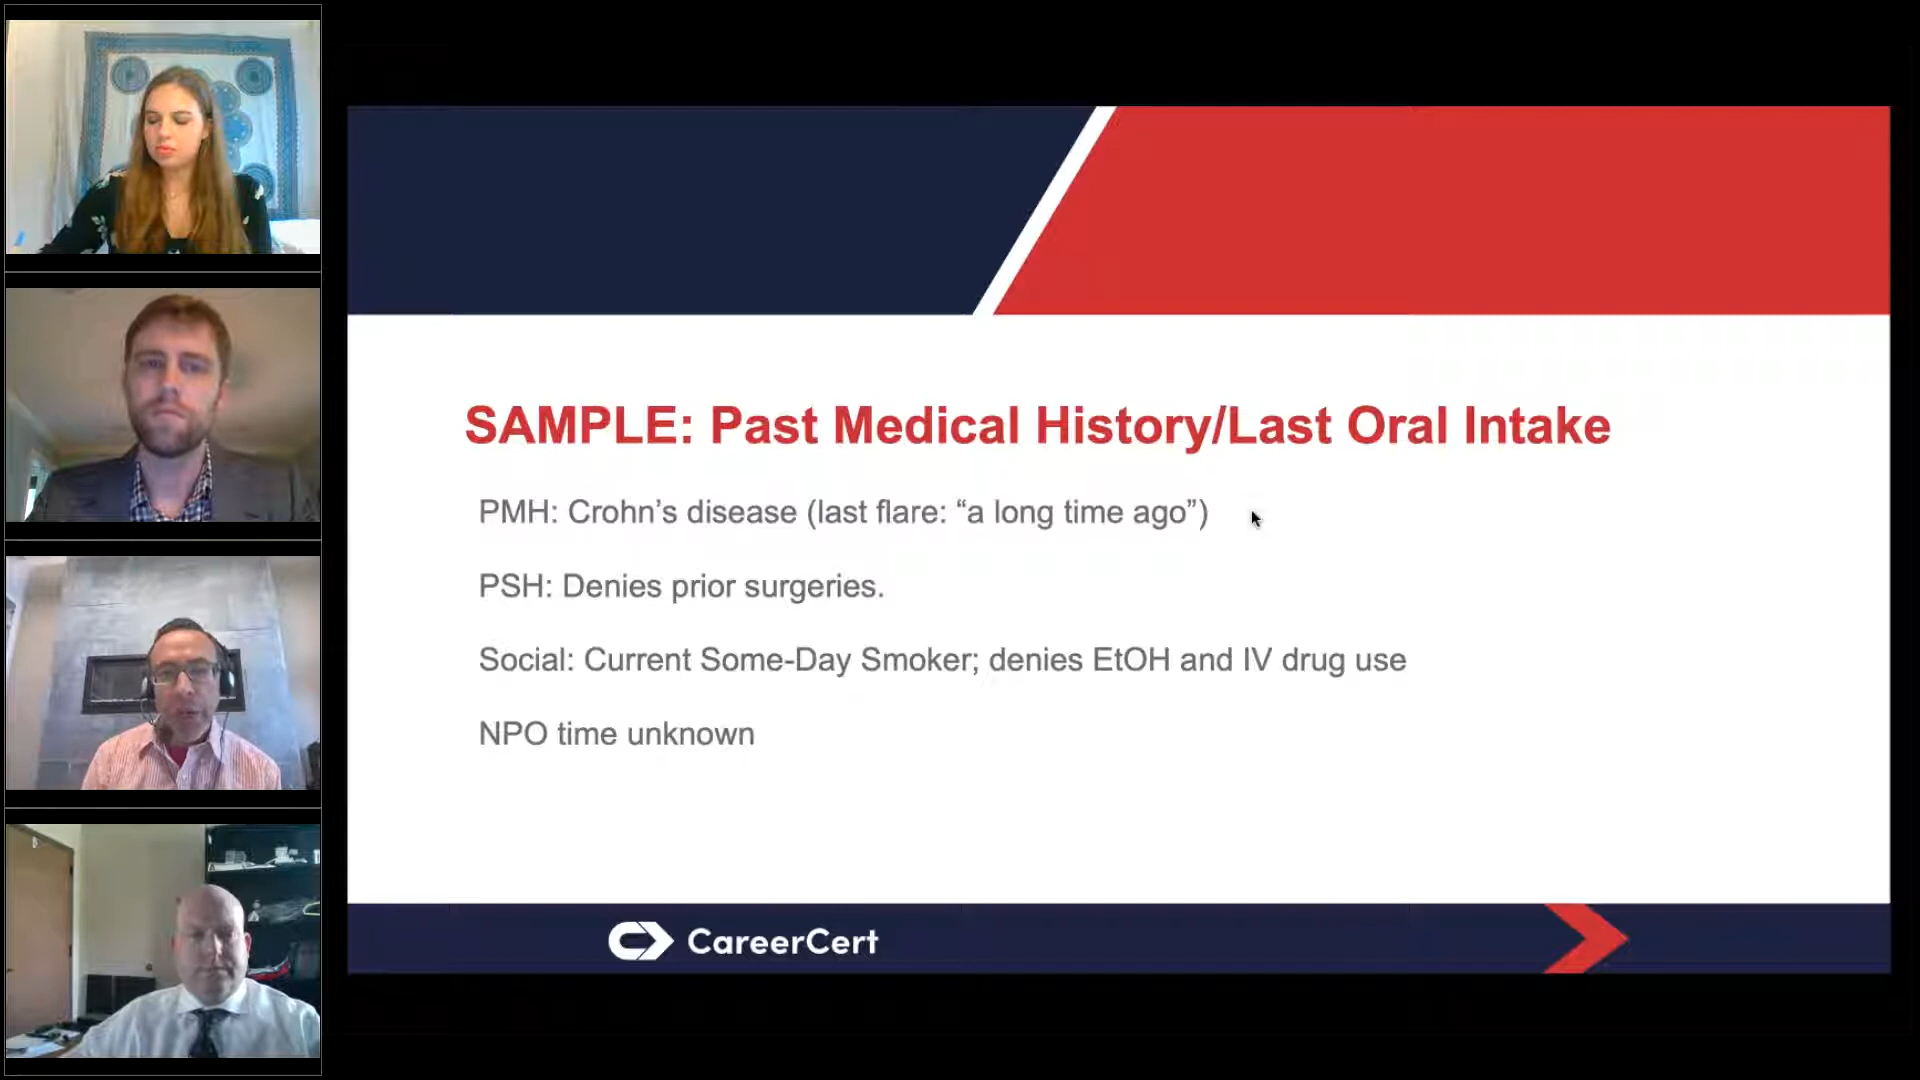 SAMPLE: Past Medical History/Last Oral Intake
PMH: Crohn’s disease (last flare: “a long time ago”)
PSH: Denies prior surgeries.
Social: Current Some-Day Smoker; denies EtOH and IV drug use
NPO time unknown
CareerCert